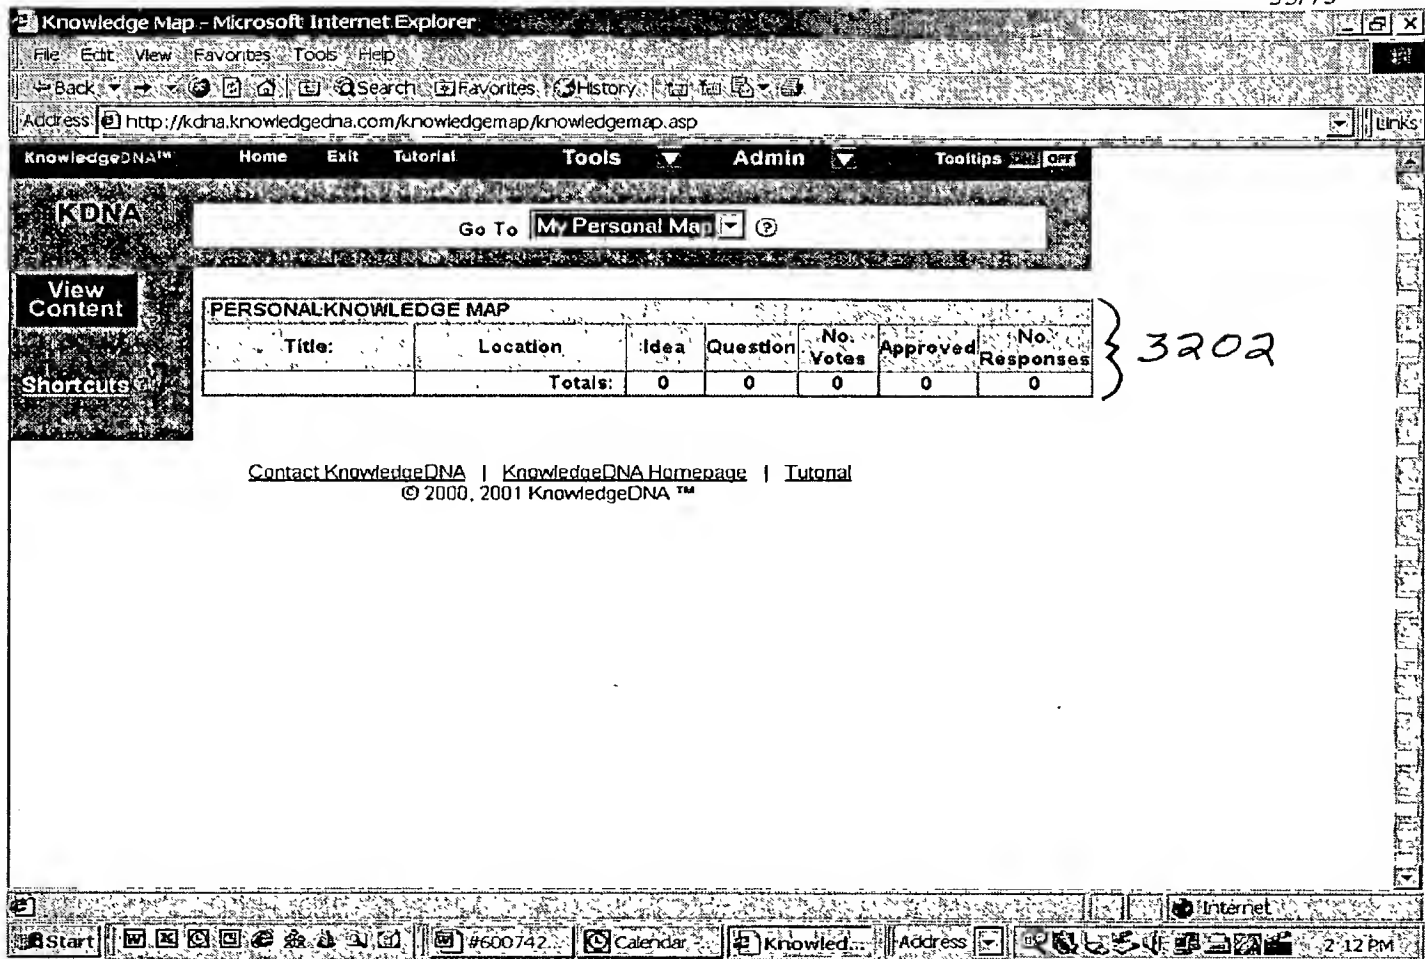 Knowledge Map - Microsoft Internet Explorer
File Edit View Favorites Tools Help
Back Search Favorites History
Address http://kdna.knowledgedna.com/knowledgemap/knowledgemap.asp Links
KnowledgeDNA™ Home Exit Tutorial Tools Admin Tooltips OFF
KDNA
Go To My Personal Map ?
View
Content
Shortcuts
PERSONAL KNOWLEDGE MAP
Title: Location Idea Question No. Votes Approved No. Responses
Totals: 0 0 0 0 0
3202
Contact KnowledgeDNA | KnowledgeDNA Homepage | Tutorial
© 2000, 2001 KnowledgeDNA ™
Internet
Start #600742... Calendar -... Knowled... Address 2:12 PM